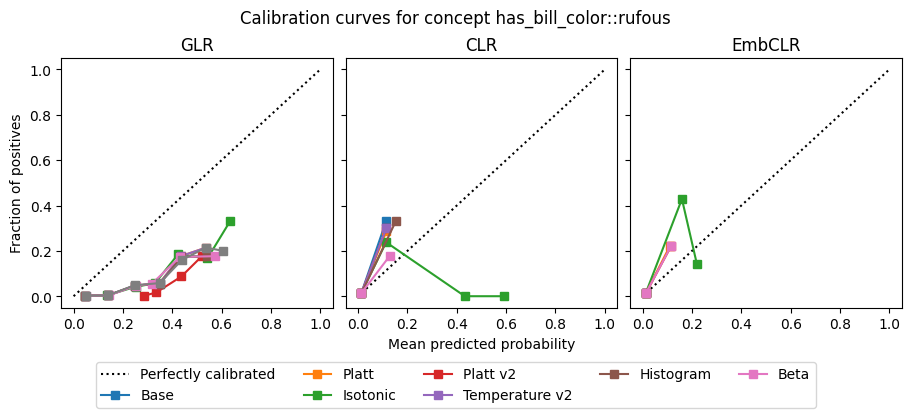 Calibration curves for concept has_bill_color::rufous
GLR
CLR
EmbCLR
Fraction of positives
1.0
0.8
0.6
0.4
0.2
0.0
0.0 0.2 0.4 0.6 0.8 1.0
0.0 0.2 0.4 0.6 0.8 1.0
0.0 0.2 0.4 0.6 0.8 1.0
Mean predicted probability
Perfectly calibrated
Base
Platt
Isotonic
Platt v2
Temperature v2
Histogram
Beta